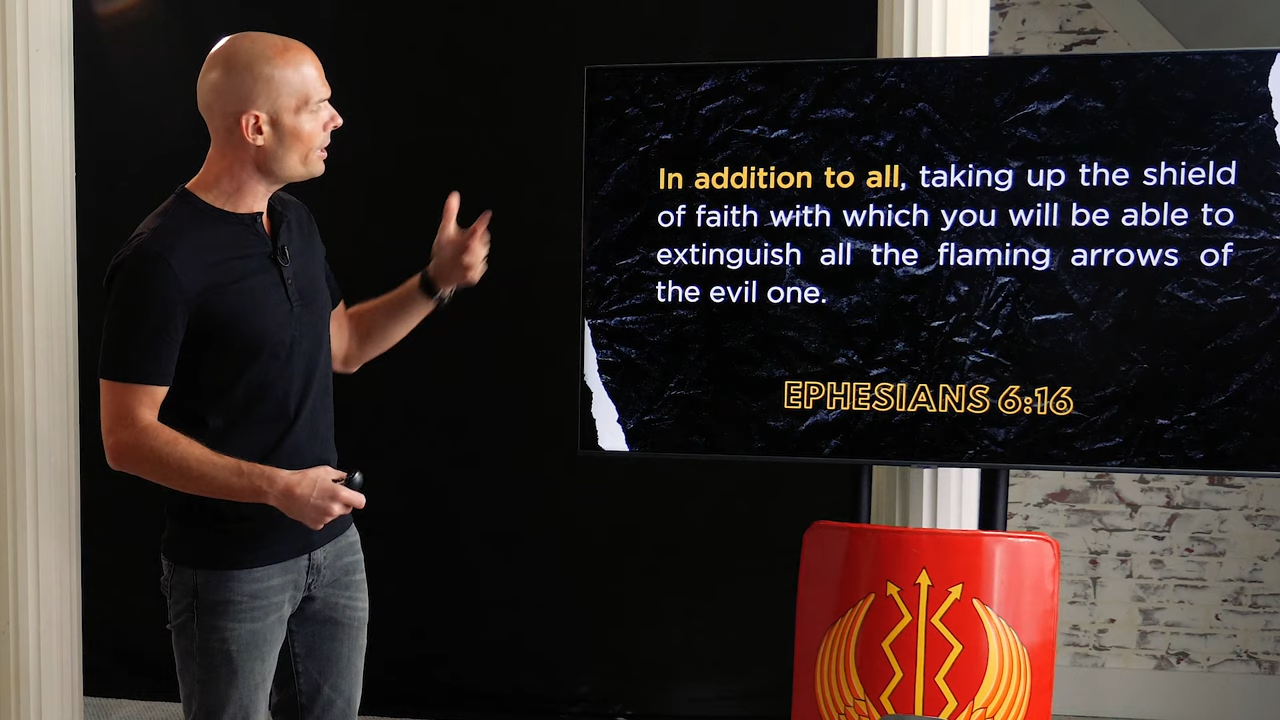 In addition to all, taking up the shield
of faith with which you will be able to
extinguish all the flaming arrows of
the evil one.
EPHESIANS 6:16